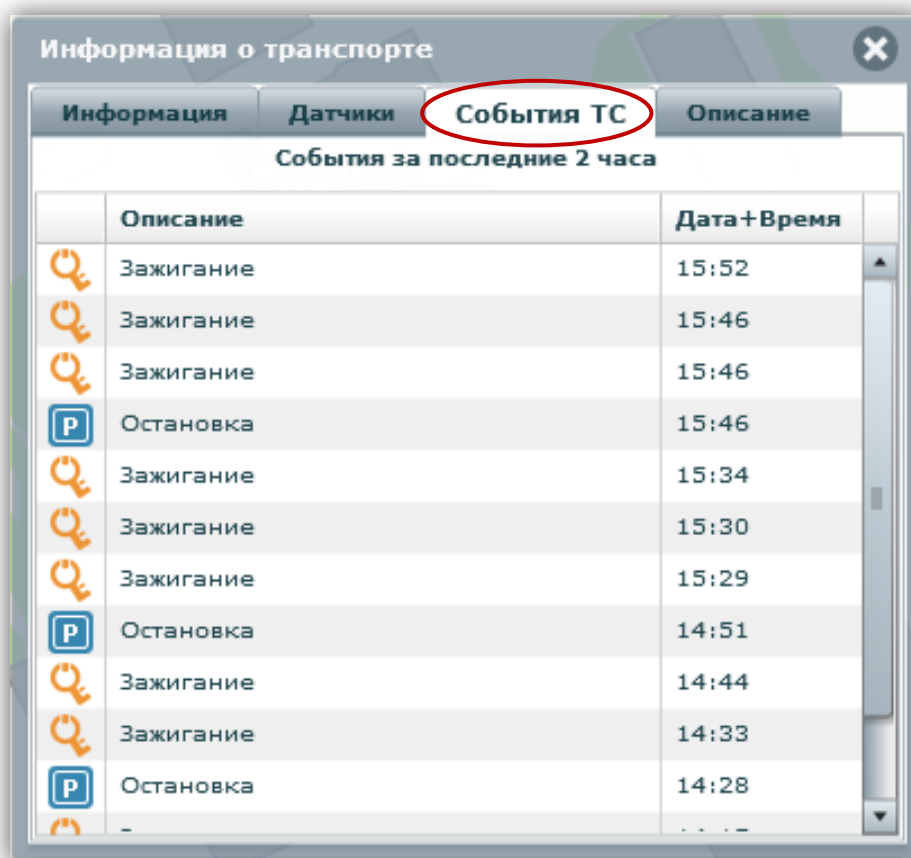 Информация о транспорте
Информация Датчики События ТС Описание
События за последние 2 часа
Описание Дата+Время
Зажигание 15:52
Зажигание 15:46
Зажигание 15:46
P Остановка 15:46
Зажигание 15:34
Зажигание 15:30
Зажигание 15:29
P Остановка 14:51
Зажигание 14:44
Зажигание 14:33
P Остановка 14:28